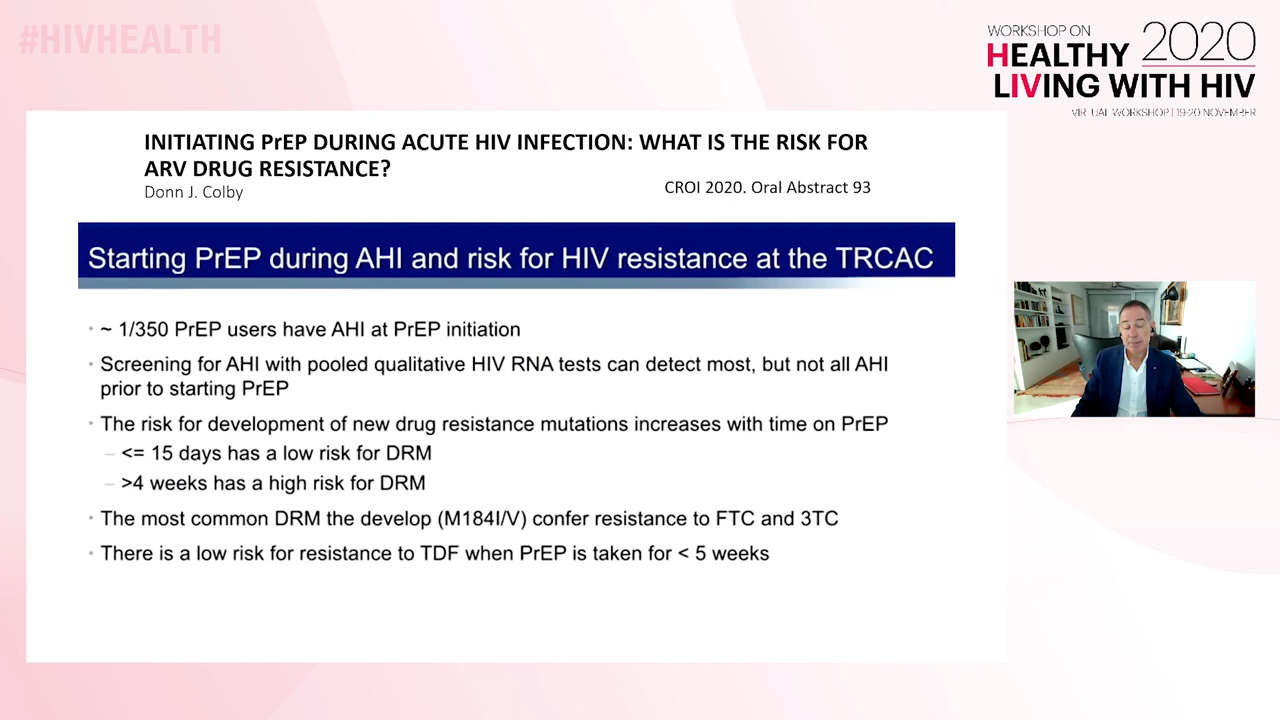 #HIVHEALTH
WORKSHOP ON
HEALTHY
2020
LIVING WITH HIV
VIRTUAL WORKSHOP | 19-20 NOVEMBER
INITIATING PrEP DURING ACUTE HIV INFECTION: WHAT IS THE RISK FOR
ARV DRUG RESISTANCE?
Donn J. Colby
CROI 2020. Oral Abstract 93
Starting PrEP during AHI and risk for HIV resistance at the TRCAC
· ~ 1/350 PrEP users have AHI at PrEP initiation
· Screening for AHI with pooled qualitative HIV RNA tests can detect most, but not all AHI
prior to starting PrEP
· The risk for development of new drug resistance mutations increases with time on PrEP
– <= 15 days has a low risk for DRM
– >4 weeks has a high risk for DRM
· The most common DRM the develop (M184I/V) confer resistance to FTC and 3TC
· There is a low risk for resistance to TDF when PrEP is taken for < 5 weeks